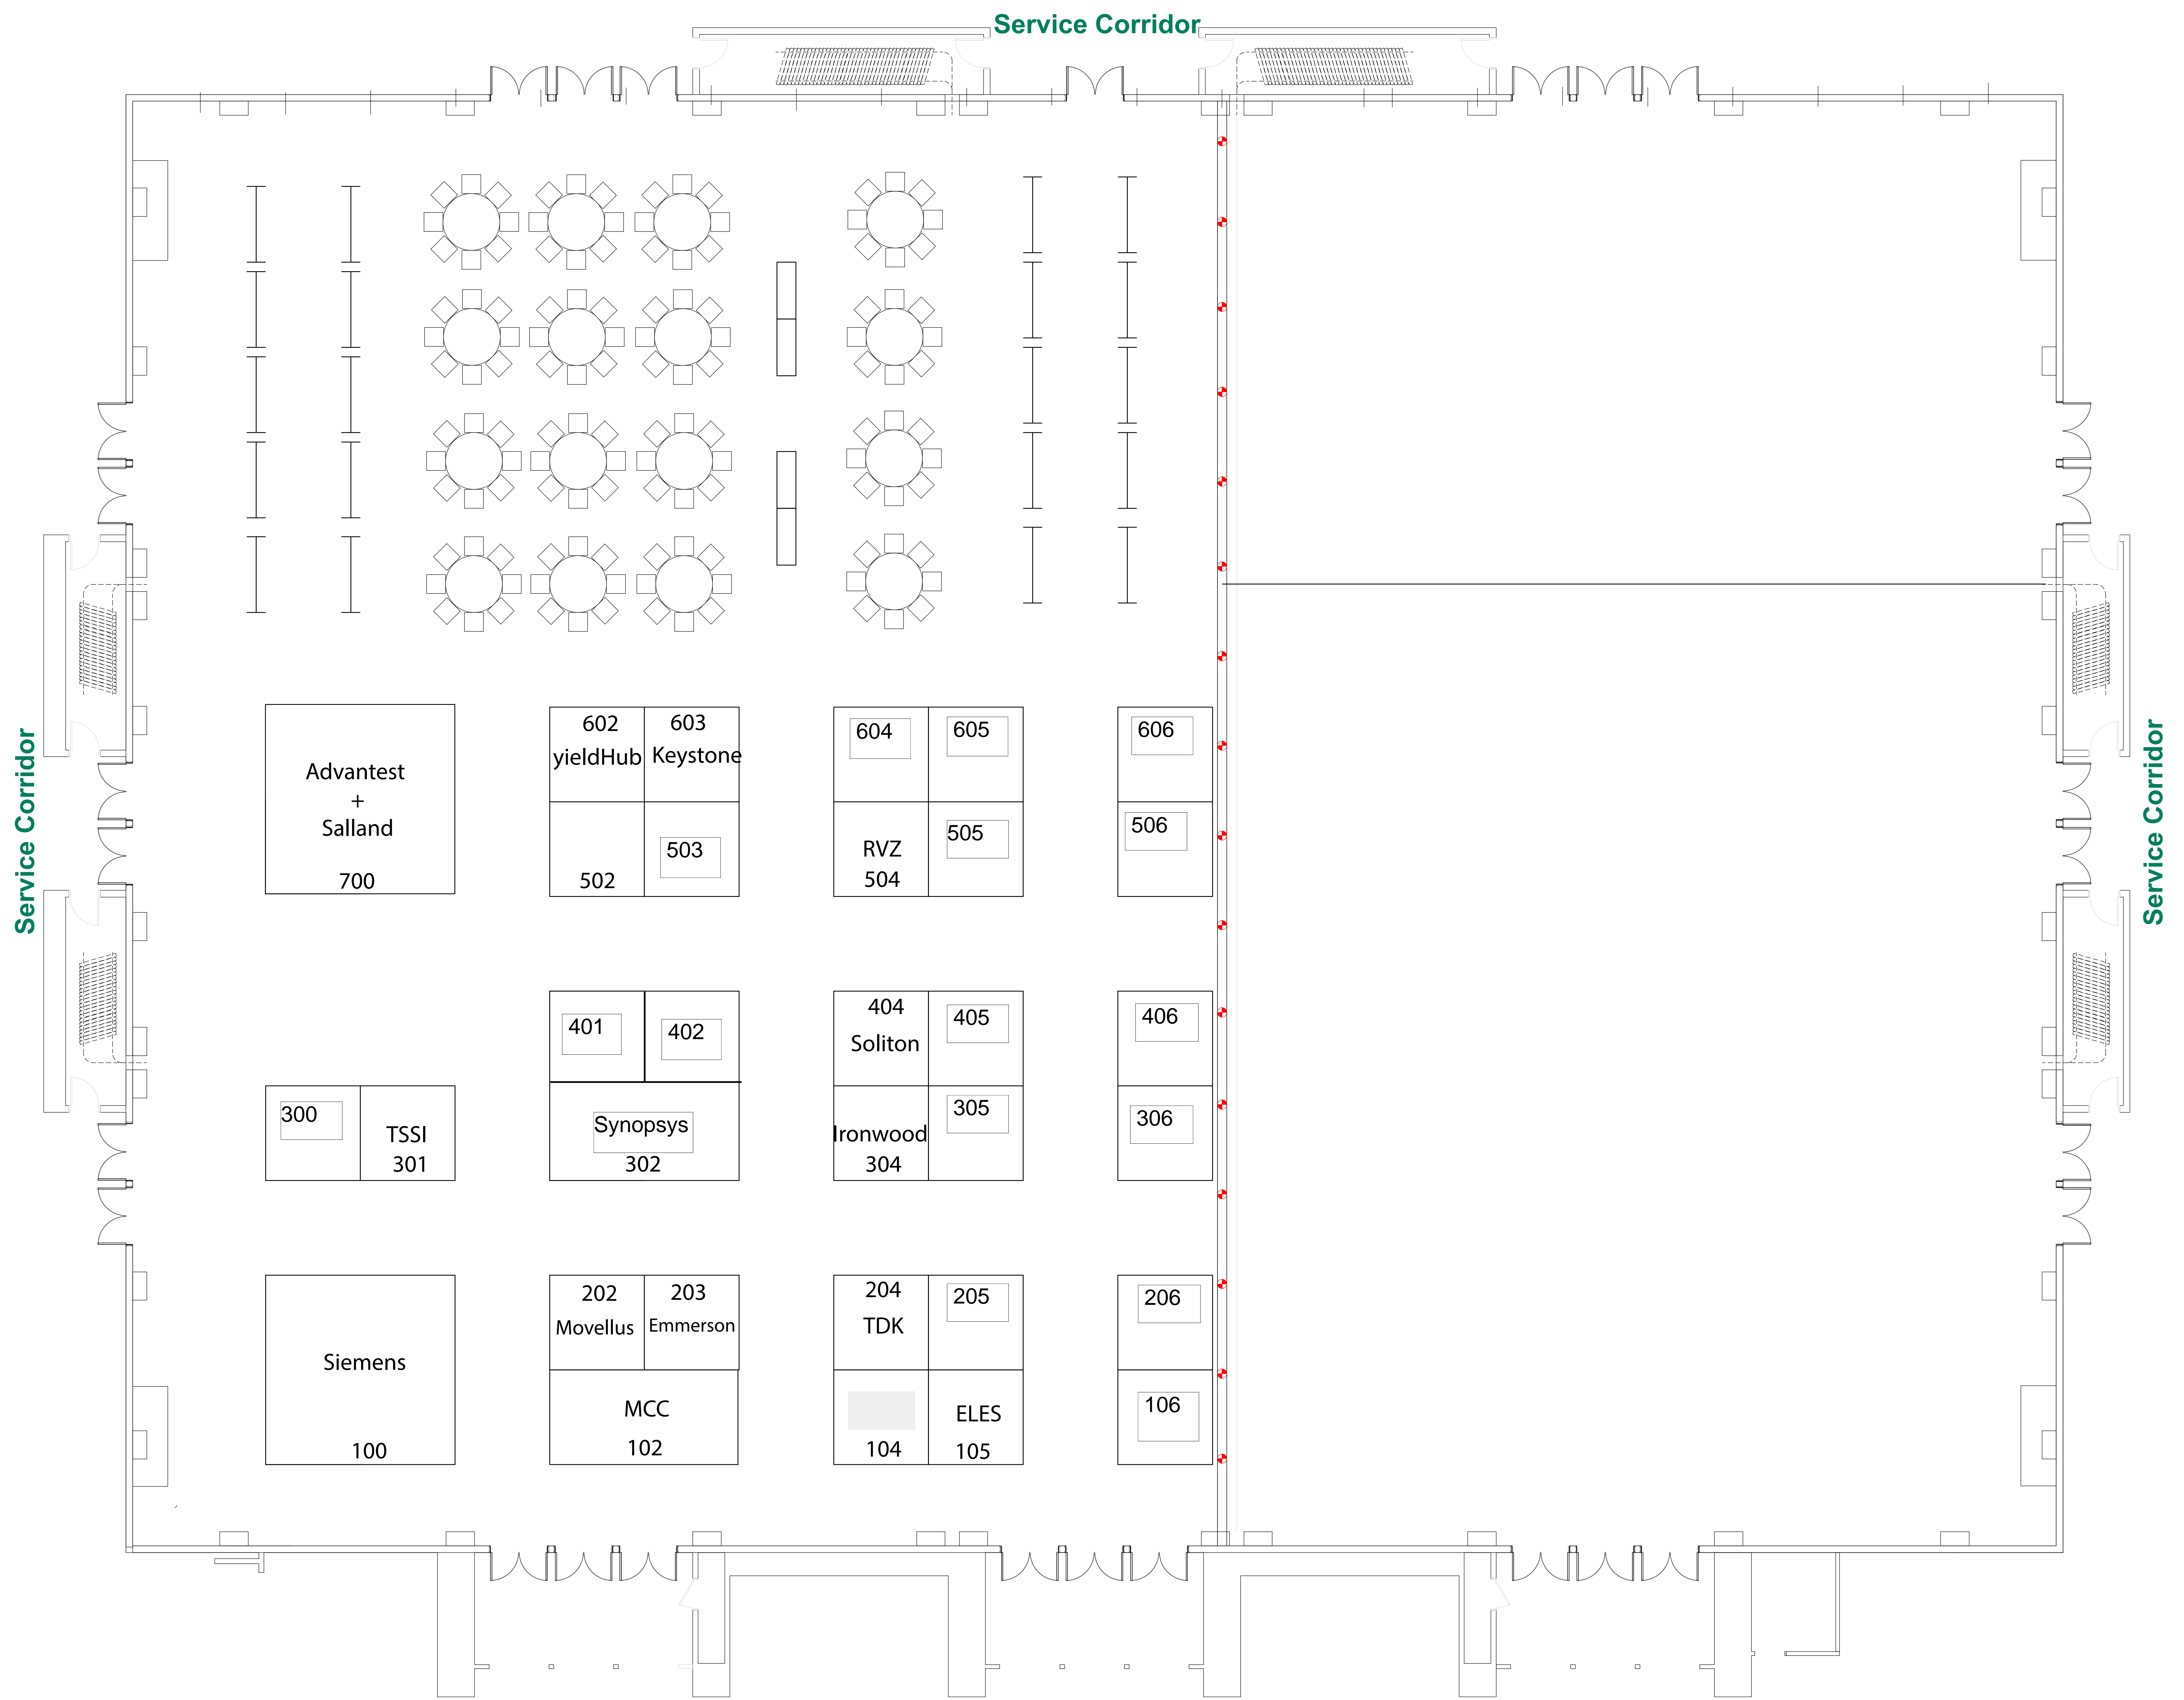 Service Corridor
Service Corridor
Service Corridor
Advantest
+
Salland
700
602
yieldHub
603
Keystone
502
503
604
605
RVZ
504
505
606
506
300
TSSI
301
401
402
Synopsys
302
404
Soliton
405
Ironwood
304
305
406
306
Siemens
100
202
Movellus
203
Emmerson
MCC
102
204
TDK
205
104
ELES
105
206
106